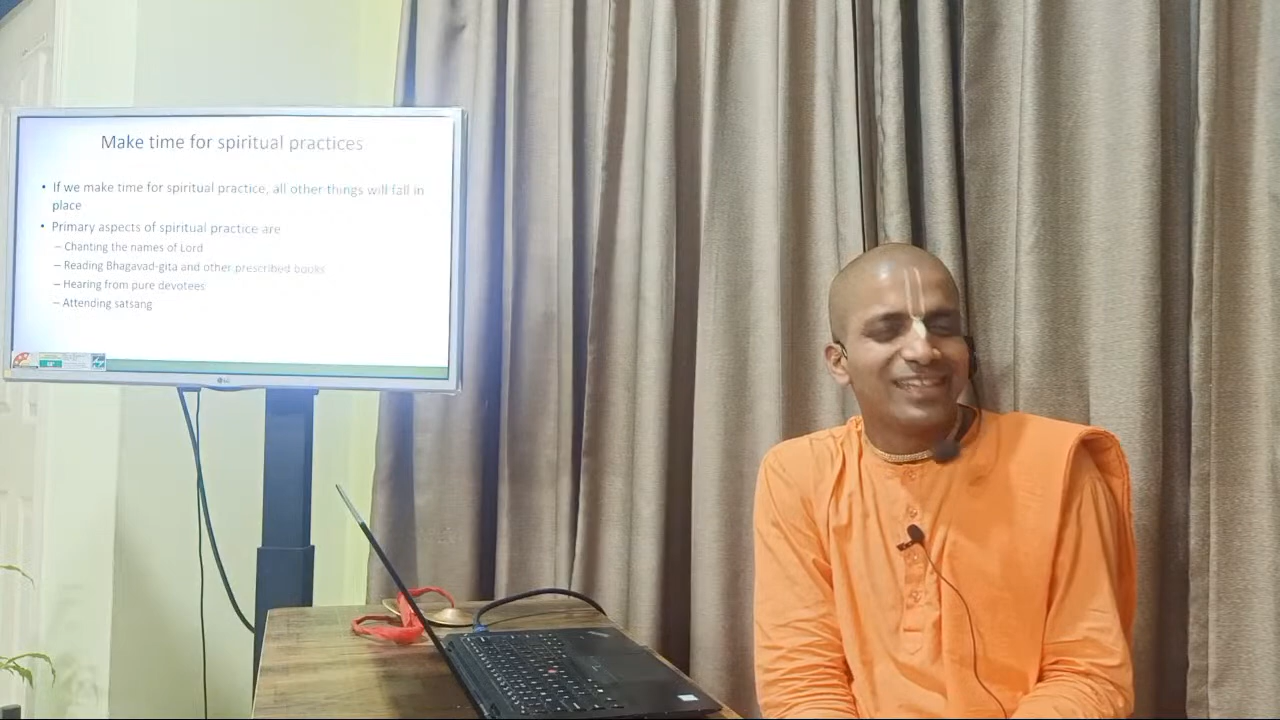 Make time for spiritual practices
• If we make time for spiritual practice, all other things will fall in
place
• Primary aspects of spiritual practice are
– Chanting the names of Lord
– Reading Bhagavad-gita and other prescribed books
– Hearing from pure devotees
– Attending satsang
LG